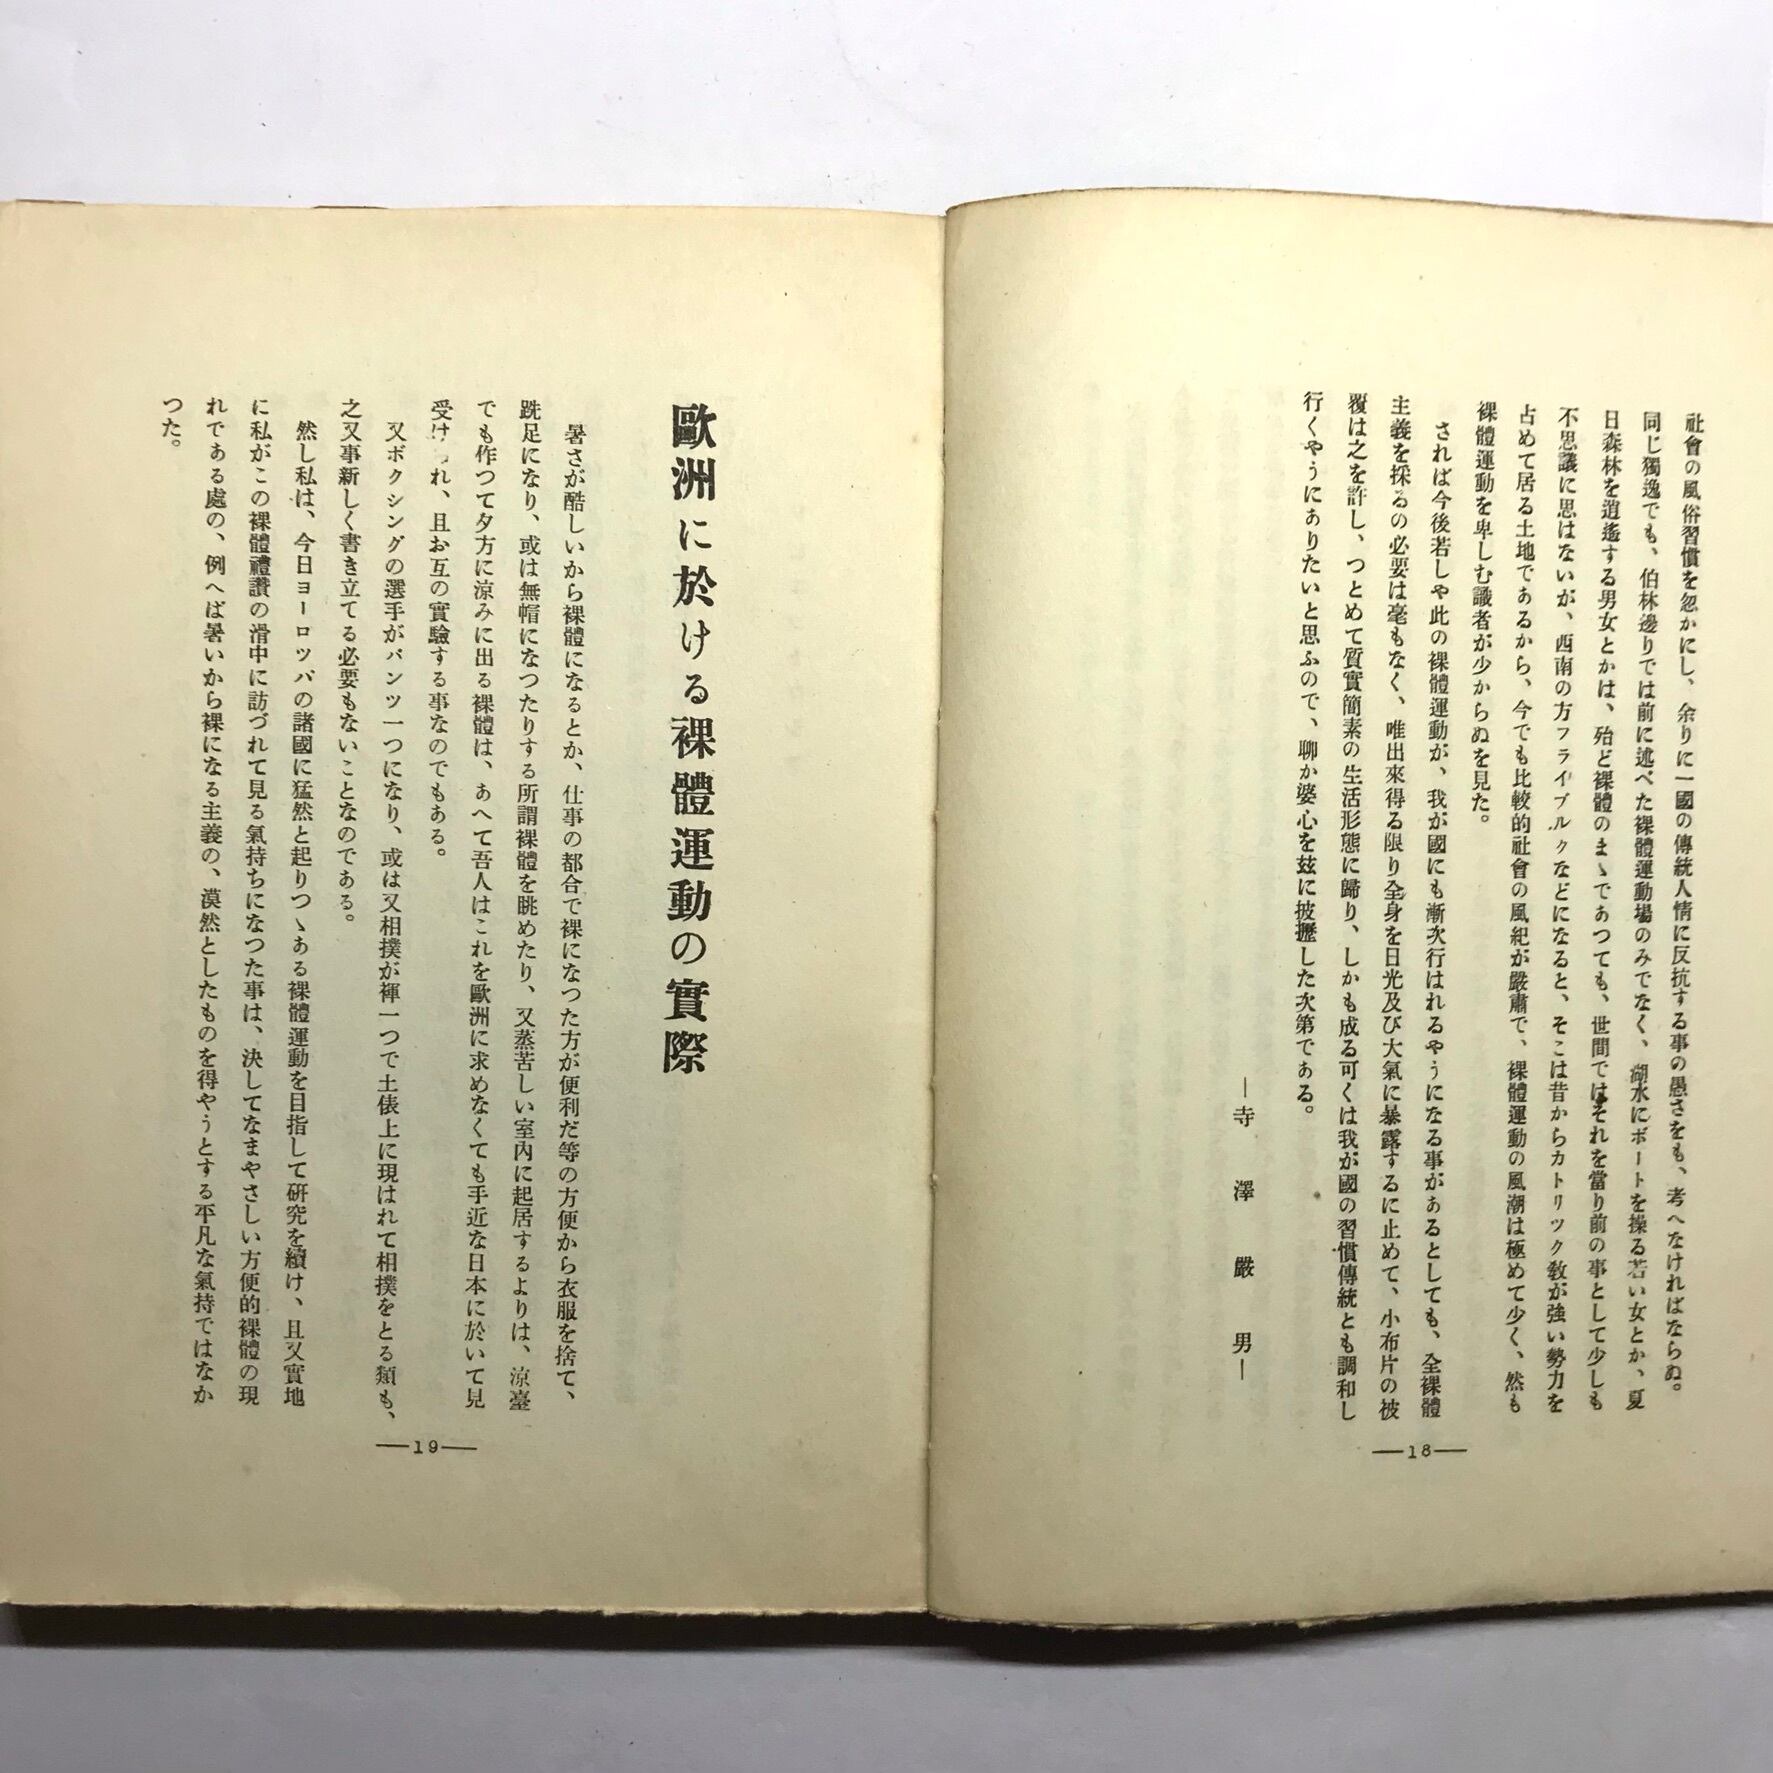 社會の風俗習慣を忽かにし、余りに一國の傳統人情に反抗する事の愚さをも、考へなければならぬ。
同じ獨逸でも、伯林邊りでは前に述べた裸體運動場のみでなく、湖水にボートを操る若い女とか、夏
日森林を逍遙する男女とかは、殆ど裸體のまゝであつても、世間ではそれを當り前の事として少しも
不思議に思はないが、西南の方フライブルクなどになると、そこは昔からカトリツク敎が強い勢力を
占めて居る土地であるから、今でも比較的社會の風紀が嚴肅で、裸體運動の風潮は極めて少く、然も
裸體運動を卑しむ識者が少からぬを見た。
されば今後若しや此の裸體運動が、我が國にも漸次行はれるやうになる事があるとしても、全裸體
主義を採るの必要は毫もなく、唯出來得る限り全身を日光及び大氣に暴露するに止めて、小布片の被
覆は之を許し、つとめて質實簡素の生活形態に歸り、しかも成る可くは我が國の習慣傳統とも調和し
行くやうにありたいと思ふので、聊か婆心を玆に披瀝した次第である。
―寺澤嚴男―
―18―
歐洲に於ける裸體運動の實際
暑さが酷しいから裸體になるとか、仕事の都合で裸になつた方が便利だ等の方便から衣服を捨て、
跣足になり、或は無帽になつたりする所謂裸體を眺めたり、又蒸苦しい室內に起居するよりは、涼臺
でも作つて夕方に涼みに出る裸體は、あへて吾人はこれを歐洲に求めなくても手近な日本に於いて見
受け れ、且お互の實驗する事なのでもある。
又ボクシングの選手がパンツ一つになり、或は又相撲が褌一つで土俵上に現はれて相撲をとる類も、
之又事新しく書き立てる必要もないことなのである。
然し私は、今日ヨーロツパの諸國に猛然と起りつゝある裸體運動を目指して研究を續け、且又實地
に私がこの裸體禮讚の滑中に訪づれて見る氣持ちになつた事は、決してなまやさしい方便的裸體の現
れである處の、例へば暑いから裸になる主義の、漠然としたものを得やうとする平凡な氣持ではなか
つた。
―19―